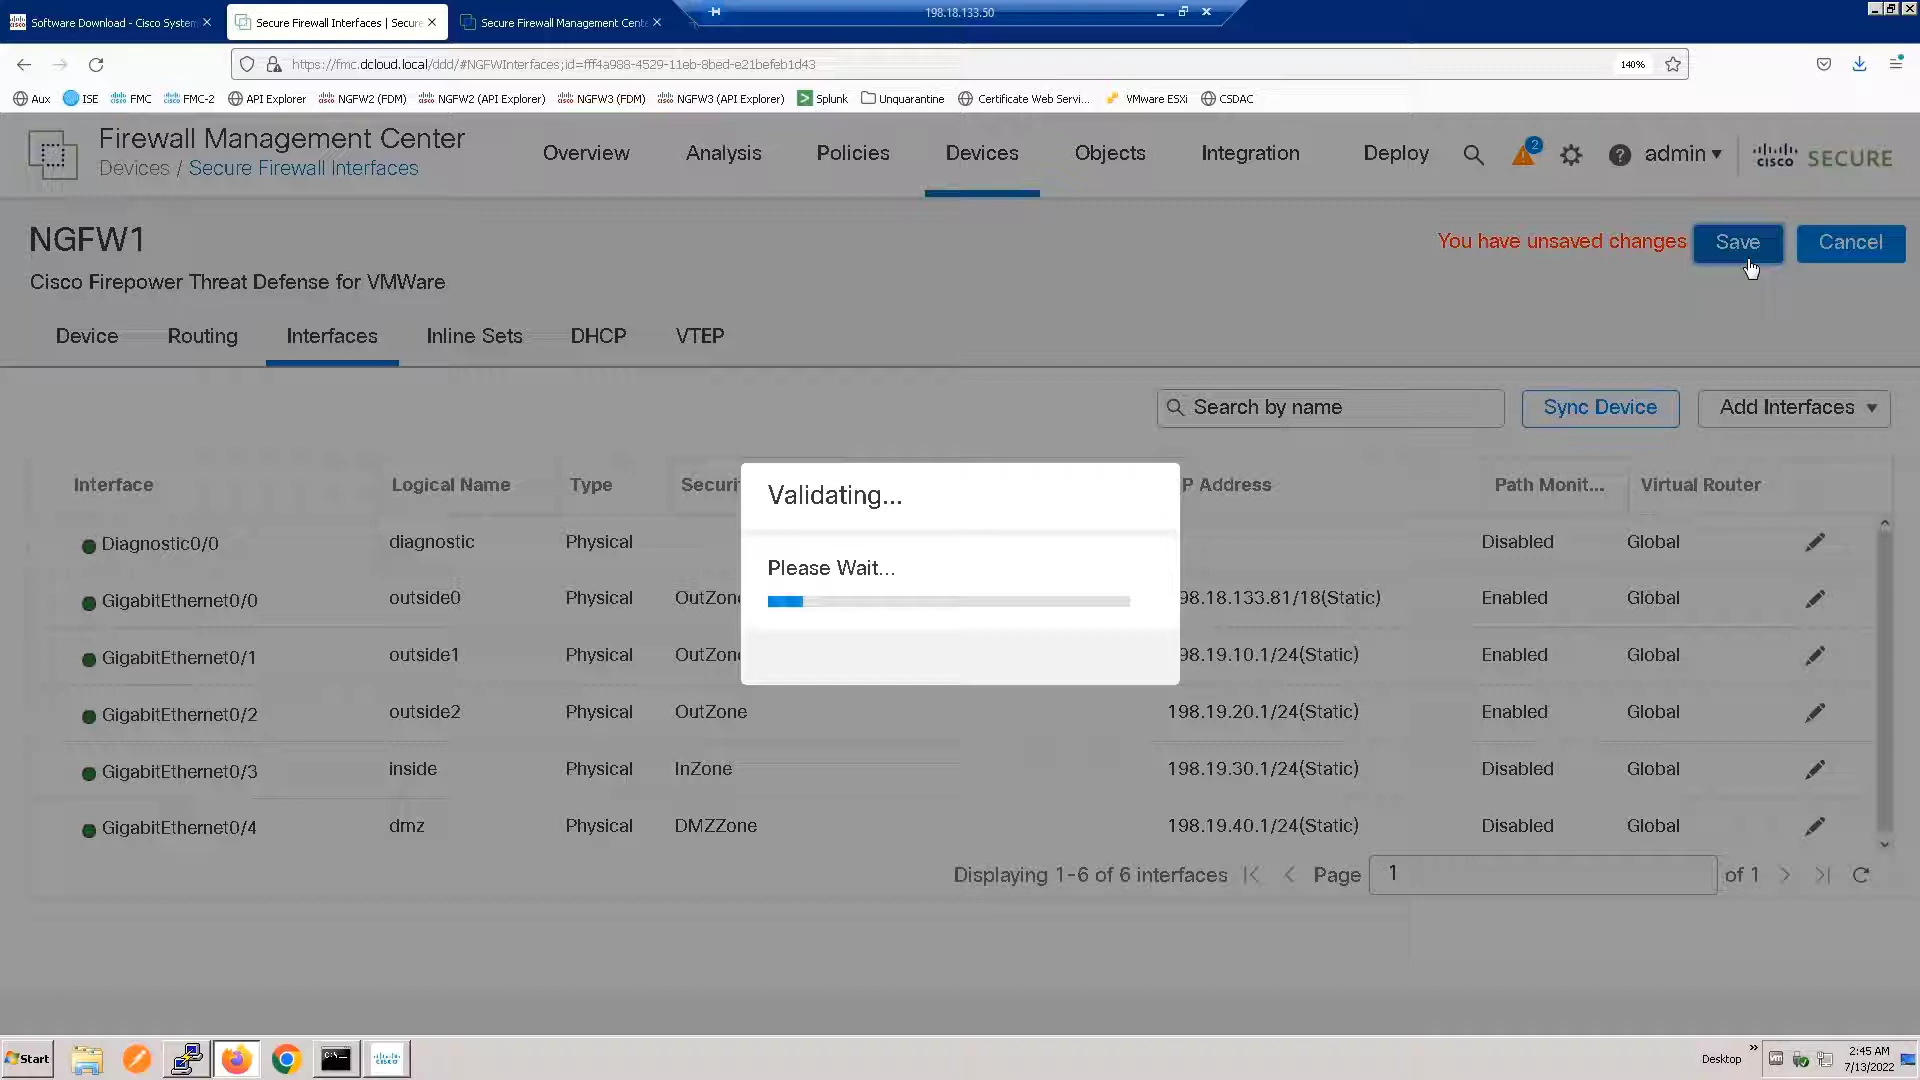 Software Download - Cisco System
Secure Firewall Interfaces | Secure
Secure Firewall Management Cente
198.18.133.50
https://fmc.dcloud.local/ddd/#NGFWInterfaces;id=fff4a988-4529-11eb-8bed-e21befeb1d43
140%
Aux ISE FMC FMC-2 API Explorer NGFW2 (FDM) NGFW2 (API Explorer) NGFW3 (FDM) NGFW3 (API Explorer) Splunk Unquarantine Certificate Web Servi... VMware ESXi CSDAC
Firewall Management Center
Devices / Secure Firewall Interfaces
Overview Analysis Policies Devices Objects Integration Deploy 2 admin cisco SECURE
NGFW1
You have unsaved changes Save Cancel
Cisco Firepower Threat Defense for VMWare
Device Routing Interfaces Inline Sets DHCP VTEP
Search by name Sync Device Add Interfaces
Interface Logical Name Type Securi P Address Path Monit... Virtual Router
Validating...
Please Wait...
Diagnostic0/0 diagnostic Physical Disabled Global
GigabitEthernet0/0 outside0 Physical OutZone 98.18.133.81/18(Static) Enabled Global
GigabitEthernet0/1 outside1 Physical OutZone 98.19.10.1/24(Static) Enabled Global
GigabitEthernet0/2 outside2 Physical OutZone 198.19.20.1/24(Static) Enabled Global
GigabitEthernet0/3 inside Physical InZone 198.19.30.1/24(Static) Disabled Global
GigabitEthernet0/4 dmz Physical DMZZone 198.19.40.1/24(Static) Disabled Global
Displaying 1-6 of 6 interfaces Page 1 of 1
Start
C:\
cisco
Desktop
2:45 AM
7/13/2022